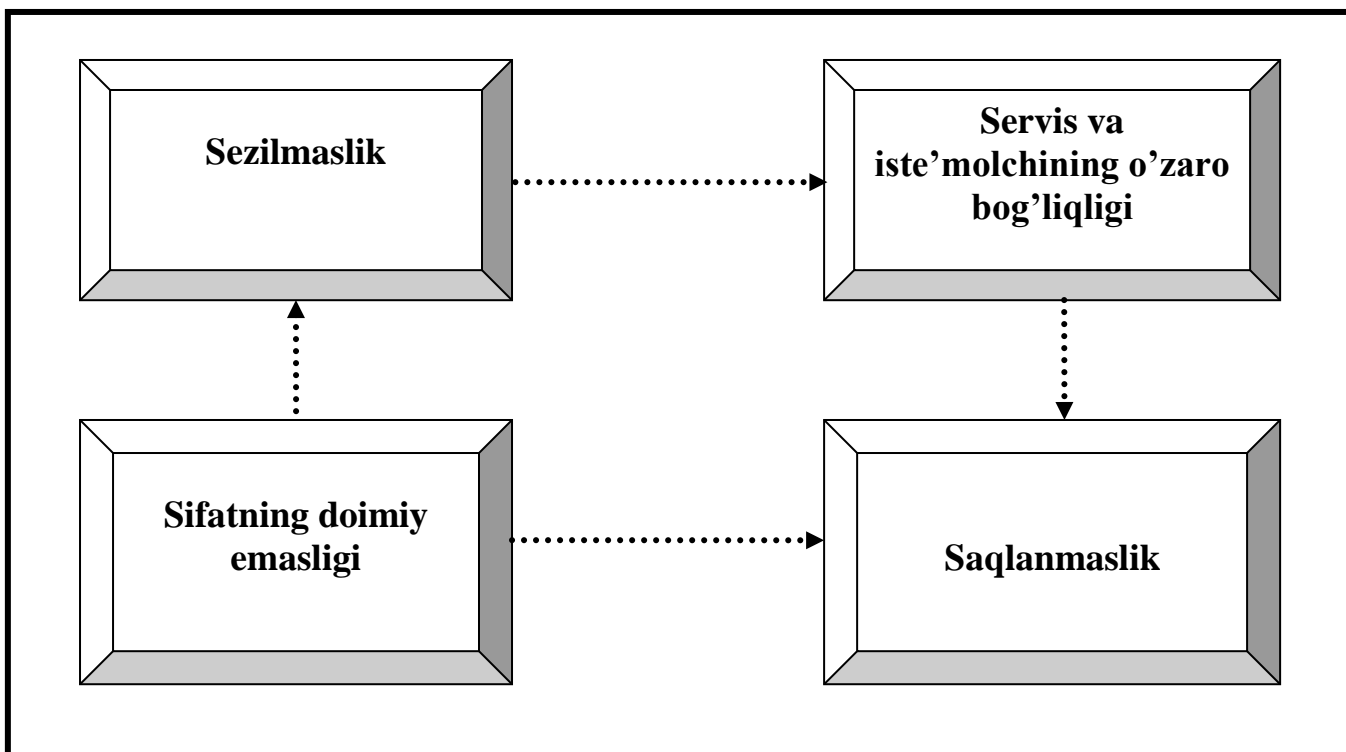 Sezilmaslik
Servis va
iste’molchining o’zaro
bog’liqligi
Sifatning doimiy
emasligi
Saqlanmaslik